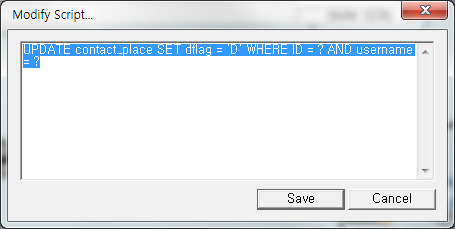 Modify Script...
UPDATE contact_place SET dflag = 'D' WHERE ID = ? AND username
= ?
Save
Cancel